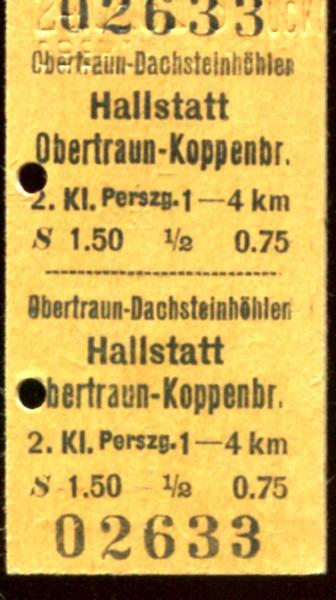 02633
Obertraun-Dachsteinhöhlen
Hallstatt
Obertraun-Koppenbr.
2. Kl. Perszg. 1—4 km
S 1.50 ½ 0.75
Obertraun-Dachsteinhöhlen
Hallstatt
bertraun-Koppenbr.
2. Kl. Perszg. 1—4 km
S 1.50 ½ 0.75
02633